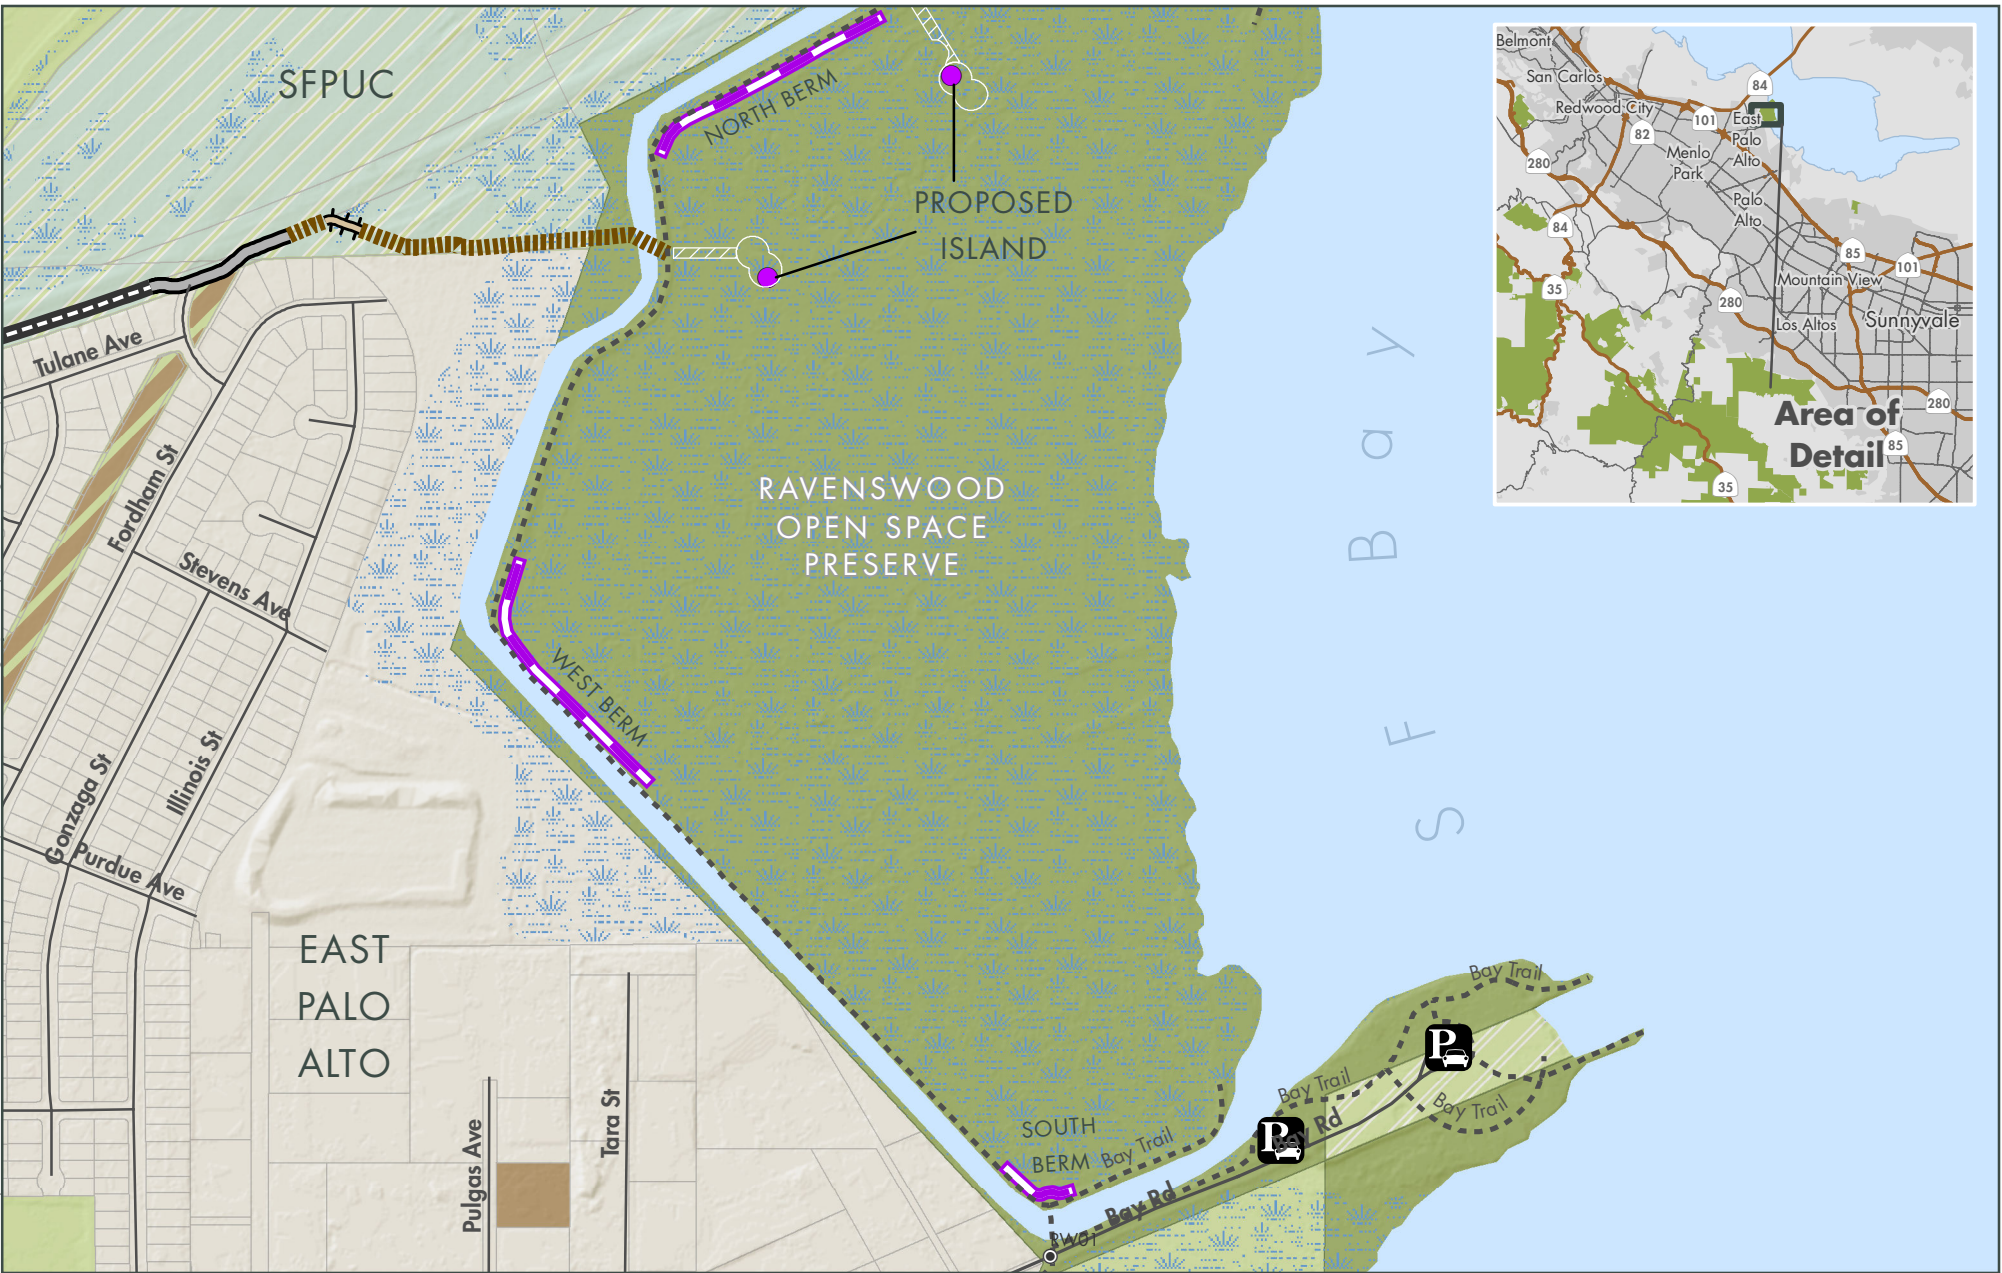 SFPUC
NORTH BERM
PROPOSED
ISLAND
Tulane Ave
Fordham St
Stevens Ave
Gonzaga St
Illinois St
Purdue Ave
WEST BERM
RAVENSWOOD
OPEN SPACE
PRESERVE
SF Bay
EAST
PALO
ALTO
Pulgas Ave
Tara St
SOUTH
BERM
Bay Trail
Bay Rd
RW01
Bay Trail
Bay Rd
Bay Trail
Bay Trail
P
P
Belmont
San Carlos
Redwood City
84
101
82
East
Palo
Alto
Menlo
Park
280
Palo
Alto
84
85
101
35
Mountain View
280
Los Altos
Sunnyvale
280
Area of
Detail
85
35